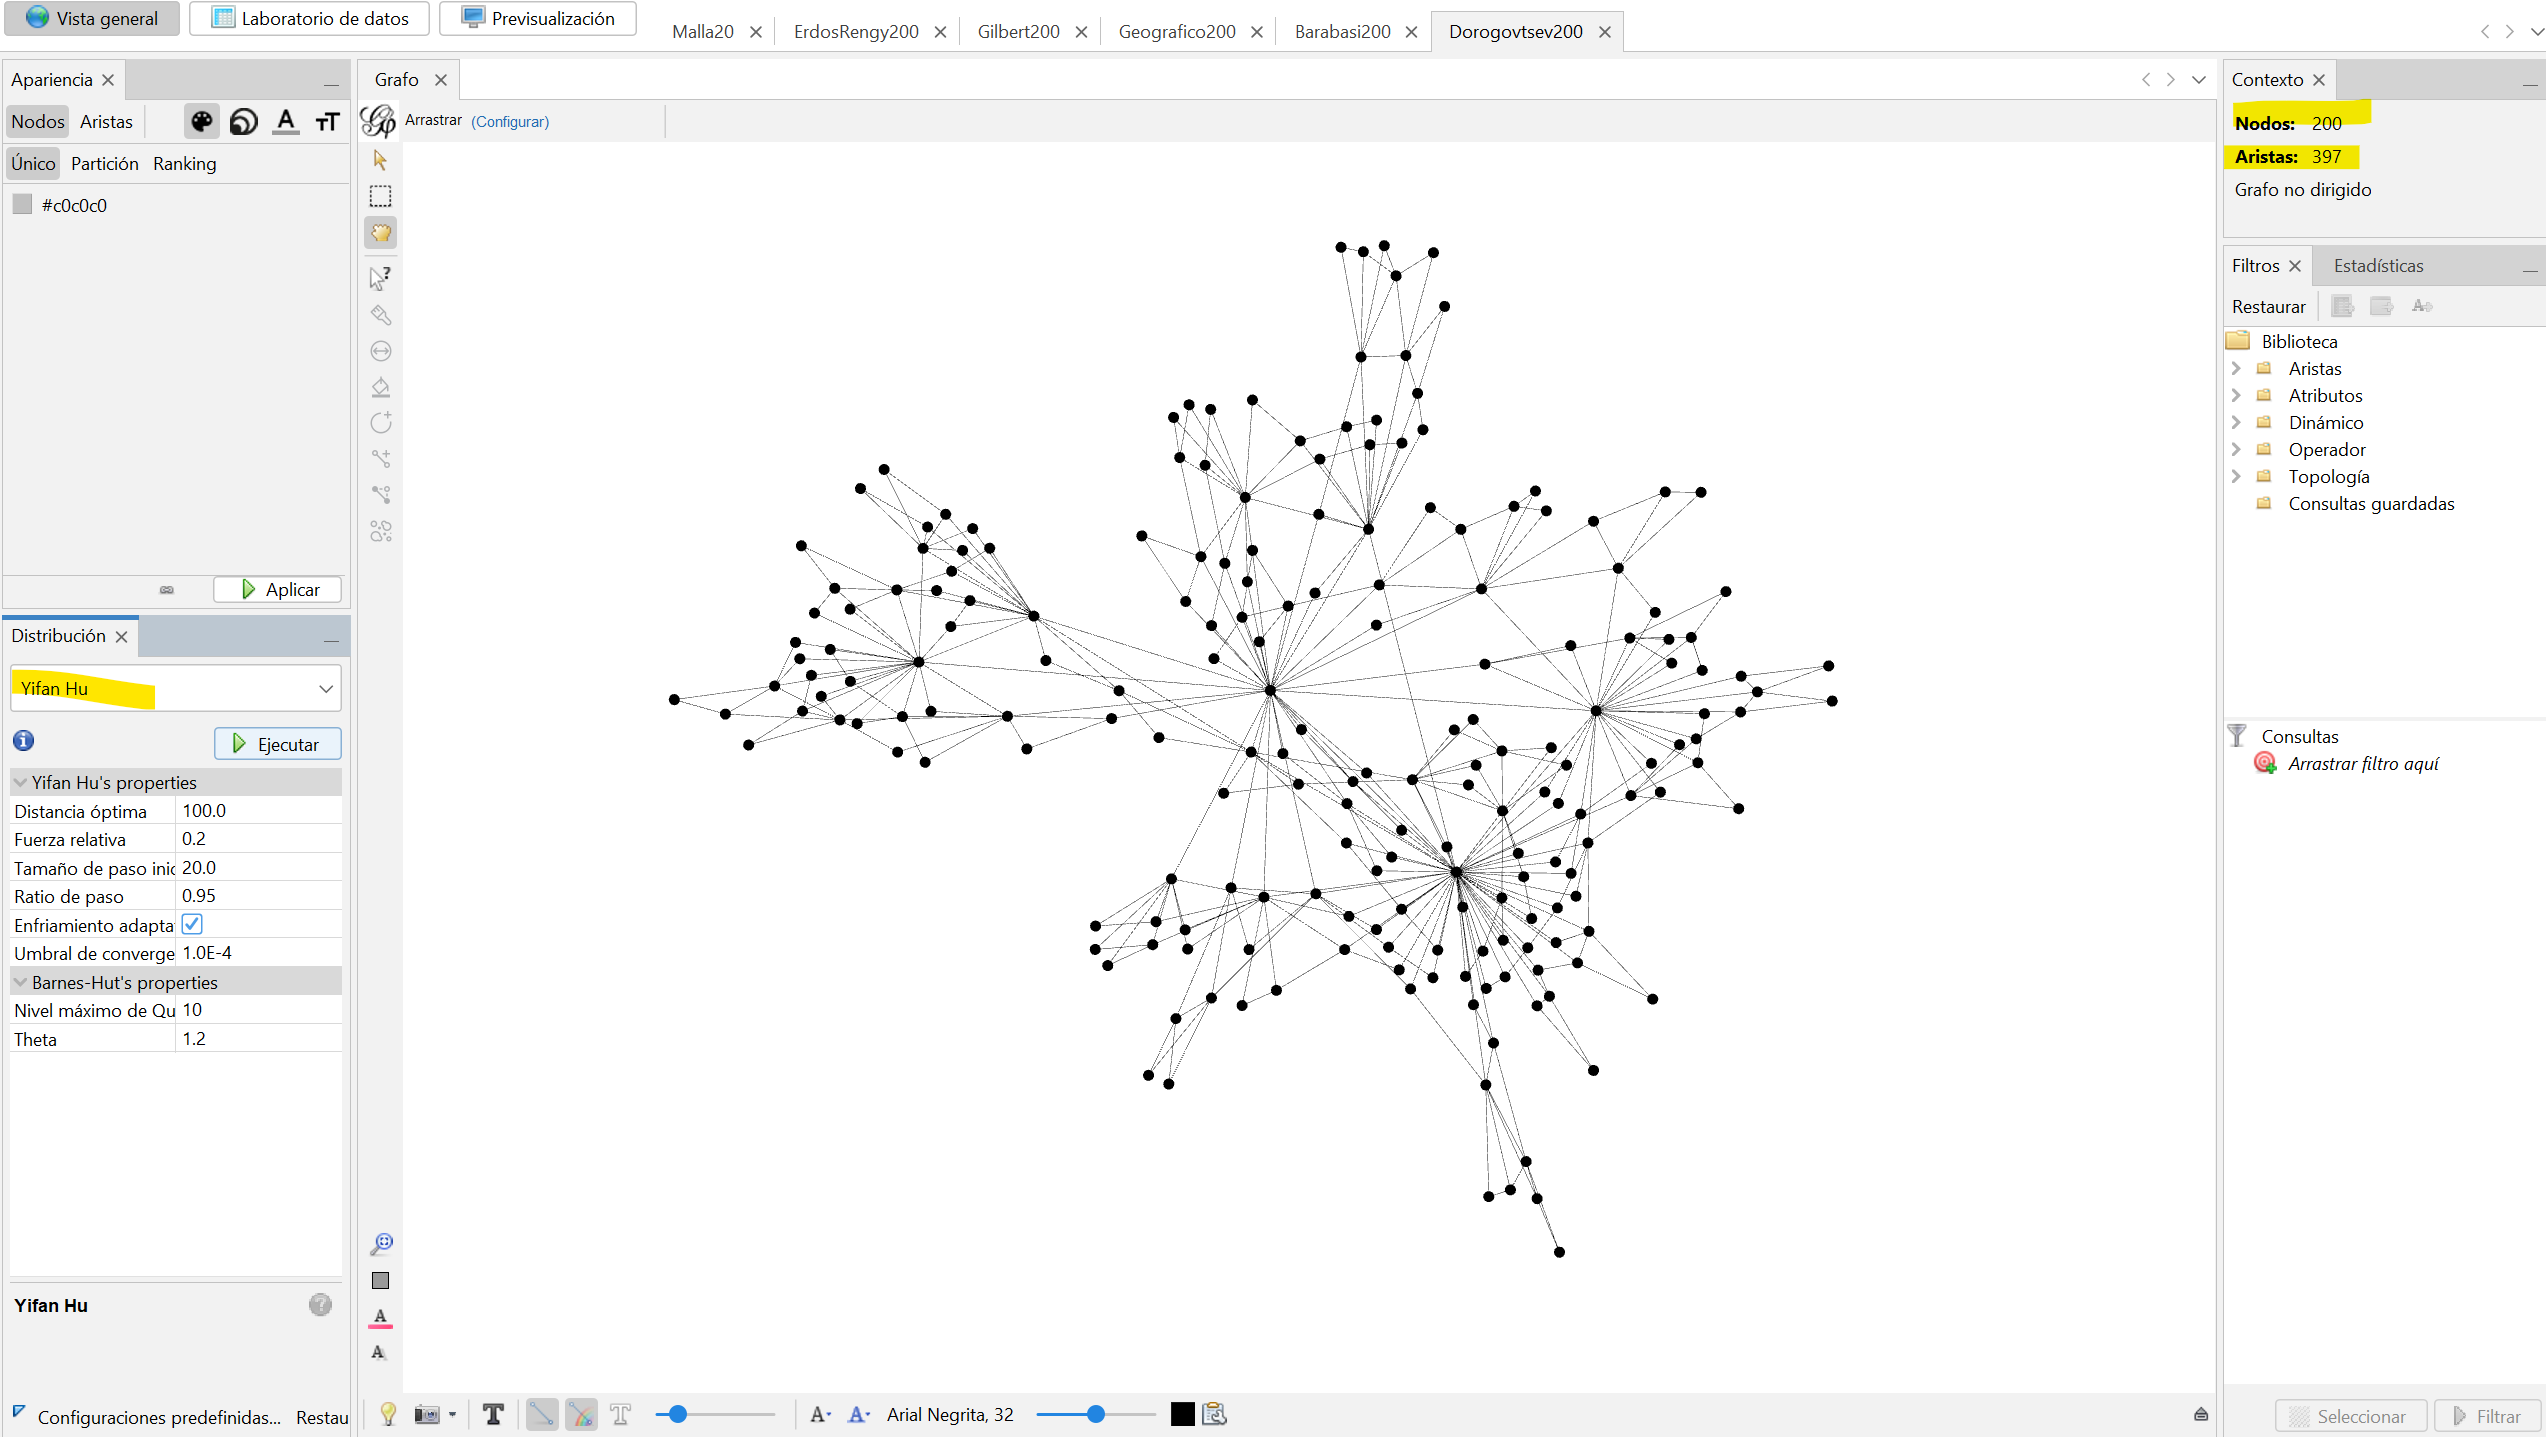 Vista general
Laboratorio de datos
Previsualización
Malla20
ErdosRengy200
Gilbert200
Geografico200
Barabasi200
Dorogovtsev200
Apariencia
Nodos
Aristas
Único
Partición
Ranking
#c0c0c0
Aplicar
Distribución
Yifan Hu
Ejecutar
Yifan Hu's properties
Distancia óptima 100.0
Fuerza relativa 0.2
Tamaño de paso inic 20.0
Ratio de paso 0.95
Enfriamiento adapta
Umbral de converge 1.0E-4
Barnes-Hut's properties
Nivel máximo de Qu 10
Theta 1.2
Yifan Hu
Configuraciones predefinidas...
Restau
Grafo
Arrastrar (Configurar)
Arial Negrita, 32
Contexto
Nodos: 200
Aristas: 397
Grafo no dirigido
Filtros
Estadísticas
Restaurar
Biblioteca
Aristas
Atributos
Dinámico
Operador
Topología
Consultas guardadas
Consultas
Arrastrar filtro aquí
Seleccionar
Filtrar